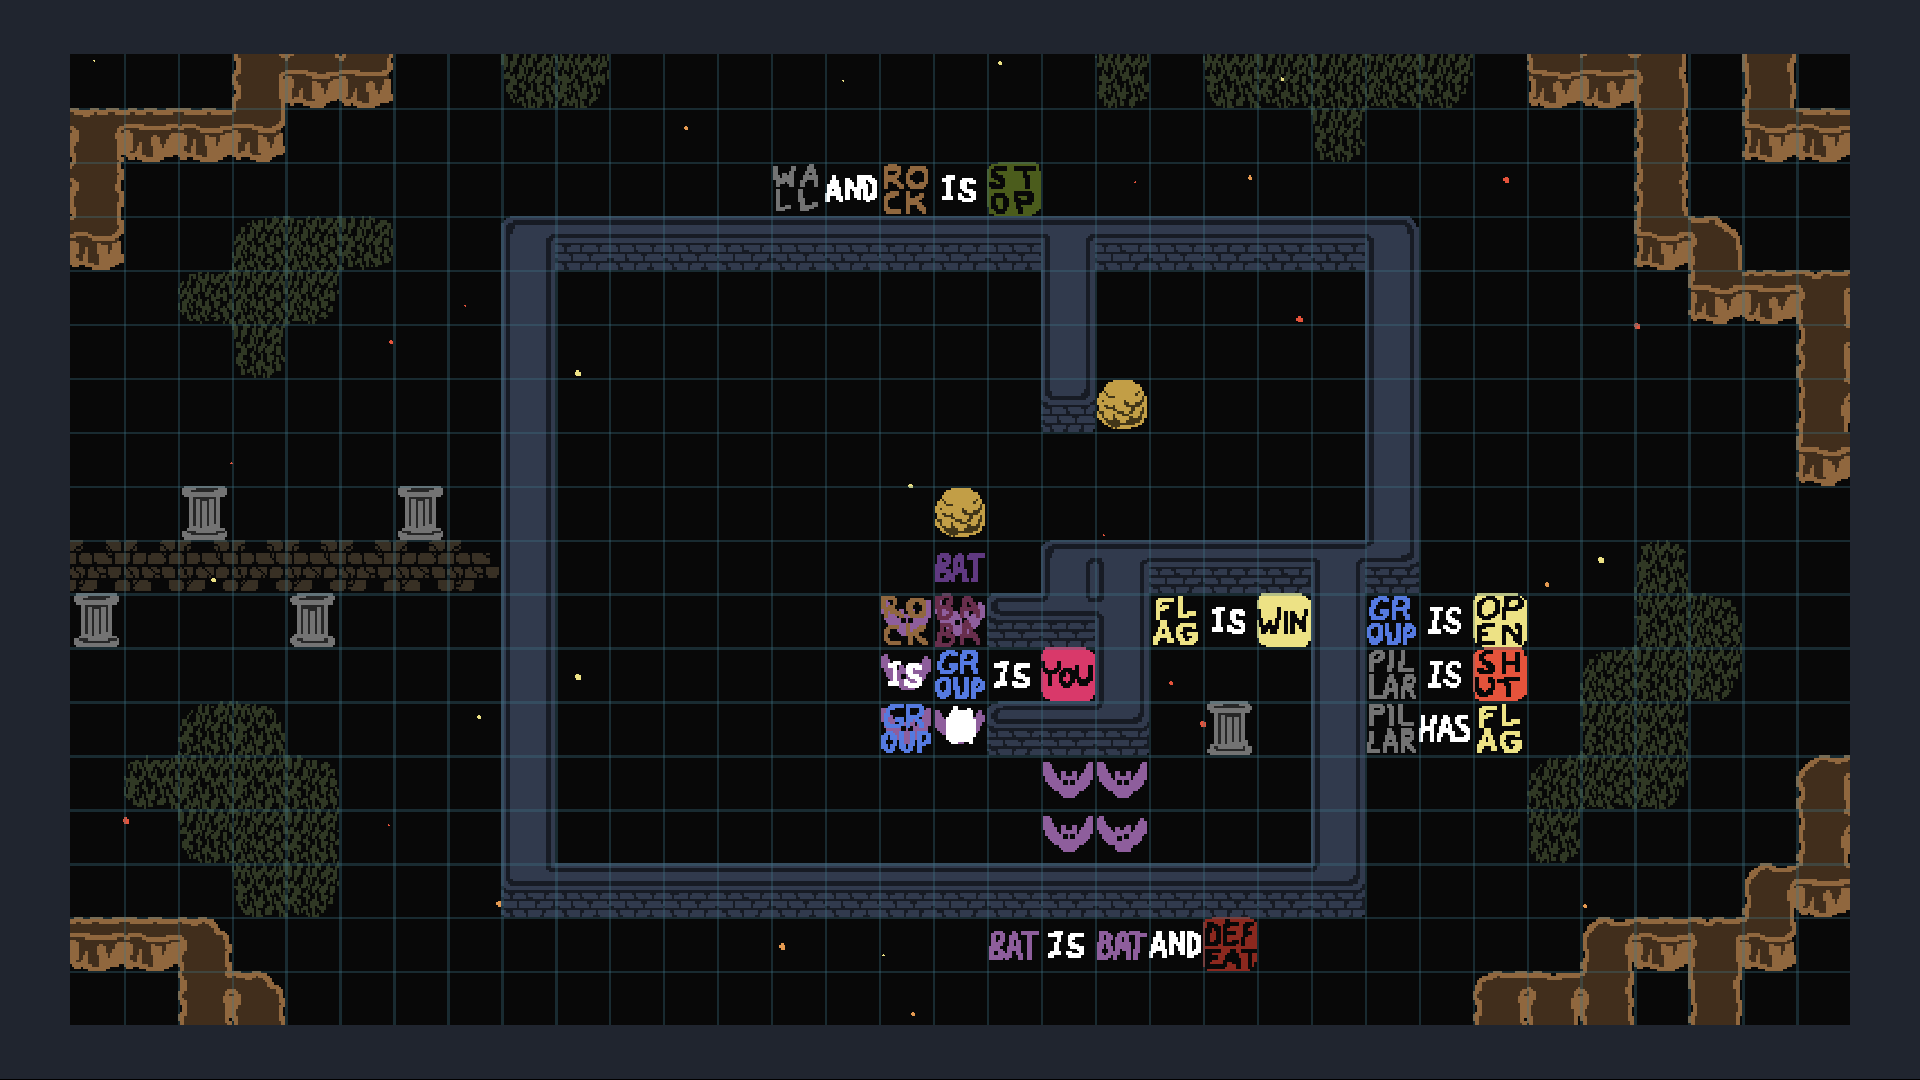 WALL AND ROCK IS STOP
BAT
ROCK BABA FLAG IS WIN GROUP IS OPEN
IS GROUP IS YOU PILLAR IS SHUT
GROUP PILLAR HAS FLAG
BAT IS BAT AND DEFEAT